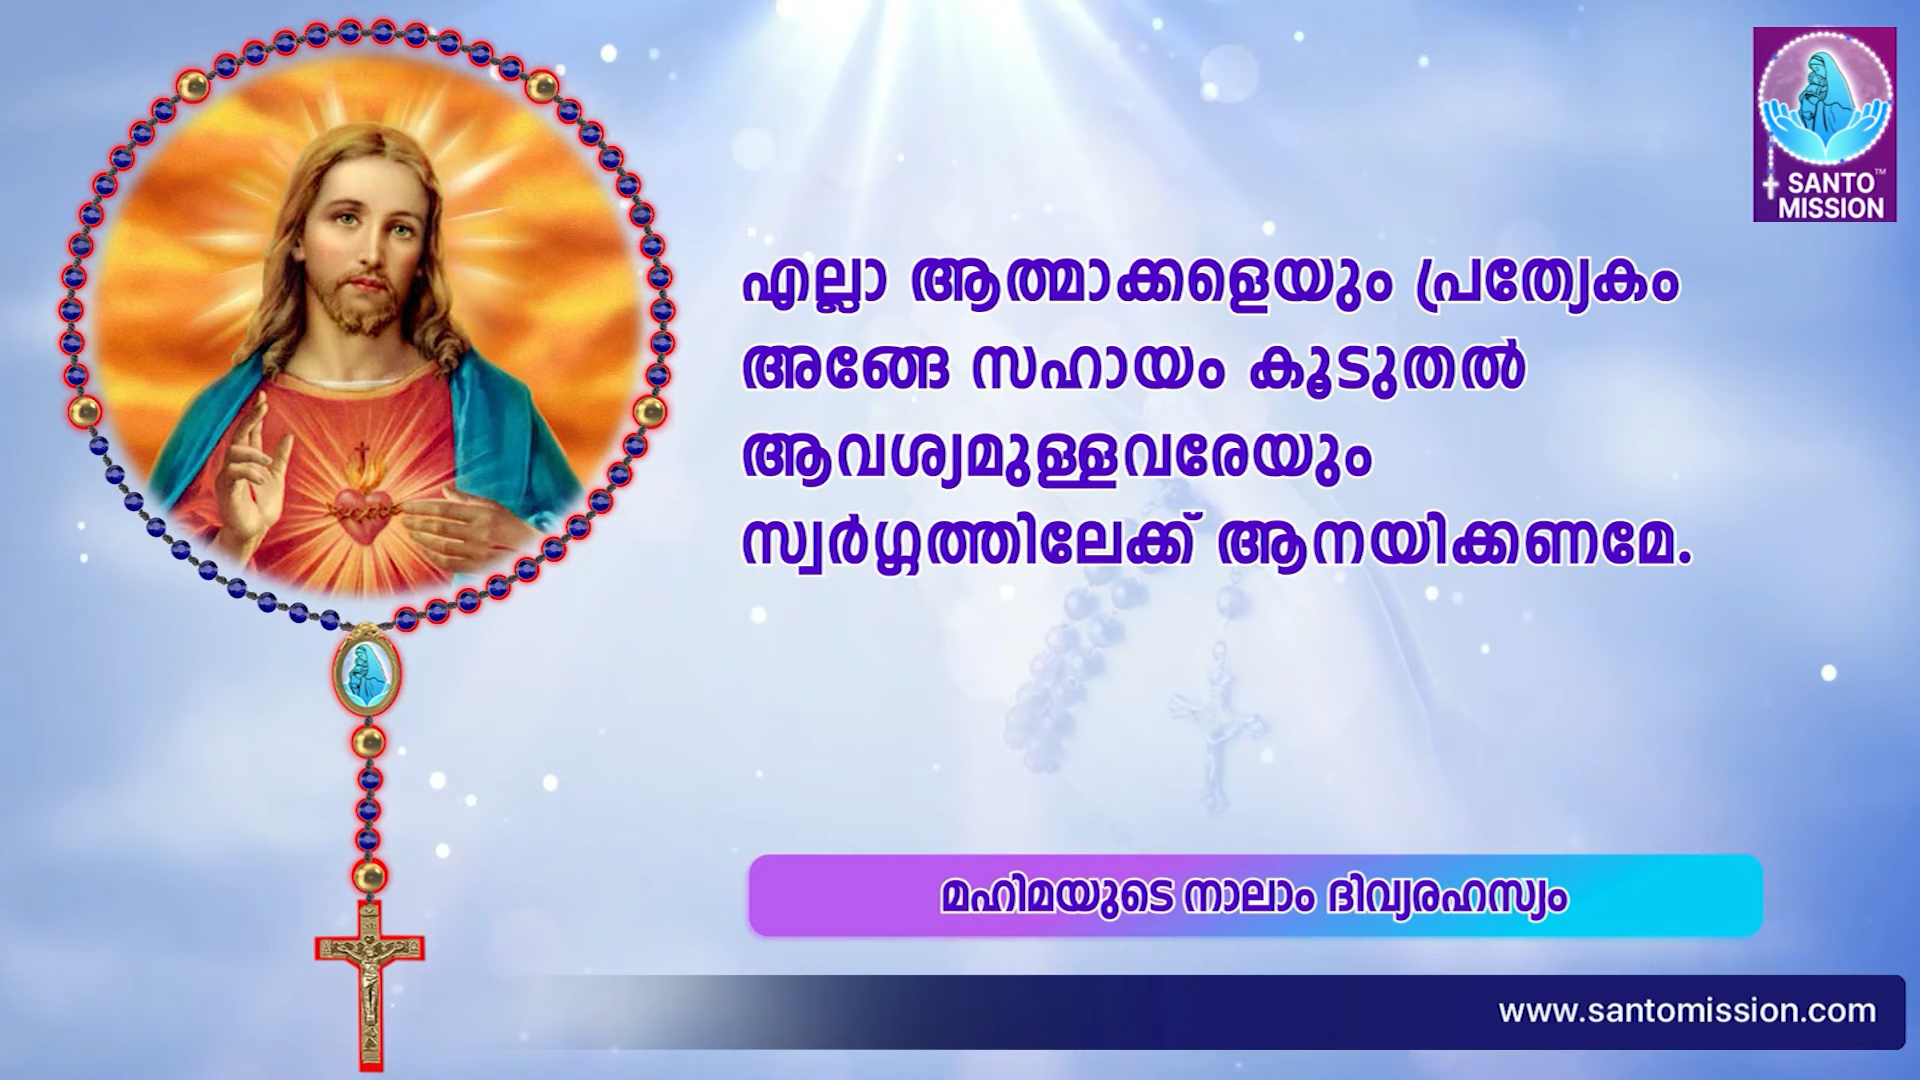 SANTO™
MISSION
എല്ലാ ആത്മാക്കളെയും പ്രത്യേകം
അങ്ങേ സഹായം കൂടുതൽ
ആവശ്യമുള്ളവരേയും
സ്വർഗ്ഗത്തിലേക്ക് ആനയിക്കണമേ.
മഹിമയുടെ നാലാം ദിവ്യരഹസ്യം
www.santomission.com